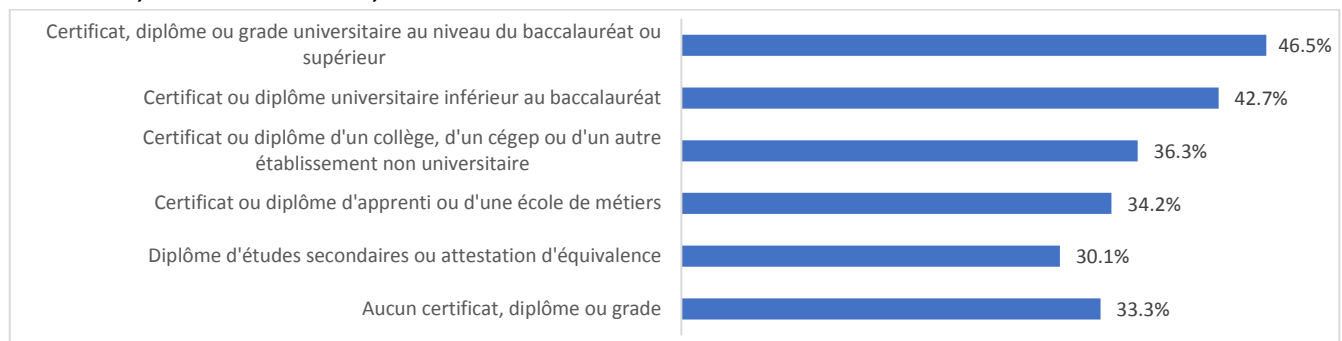 Certificat, diplôme ou grade universitaire au niveau du baccalauréat ou
supérieur
46.5%
Certificat ou diplôme universitaire inférieur au baccalauréat
42.7%
Certificat ou diplôme d'un collège, d'un cégep ou d'un autre
établissement non universitaire
36.3%
Certificat ou diplôme d'apprenti ou d'une école de métiers
34.2%
Diplôme d'études secondaires ou attestation d'équivalence
30.1%
Aucun certificat, diplôme ou grade
33.3%